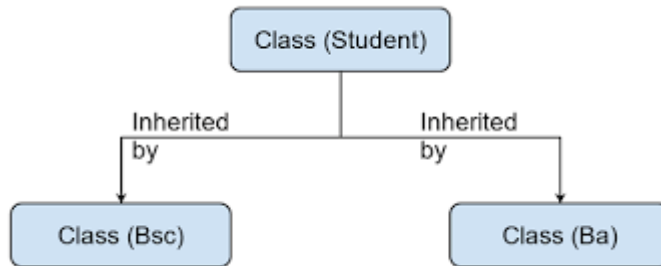 Class (Student)
Inherited
by
Inherited
by
Class (Bsc)
Class (Ba)